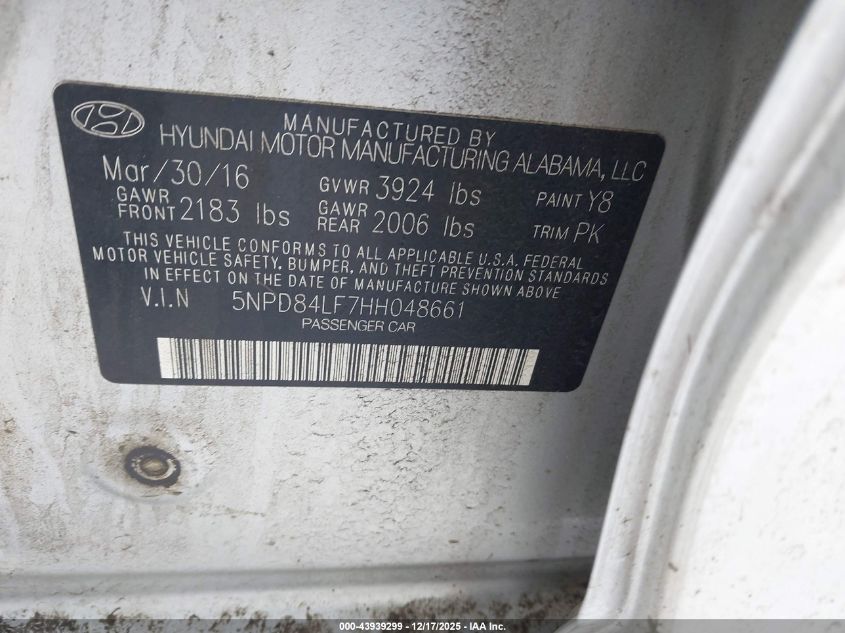 MANUFACTURED BY
HYUNDAI MOTOR MANUFACTURING ALABAMA, LLC
Mar/30/16 GVWR 3924 lbs PAINT Y8
GAWR FRONT 2183 lbs GAWR REAR 2006 lbs TRIM PK
THIS VEHICLE CONFORMS TO ALL APPLICABLE U.S.A. FEDERAL
MOTOR VEHICLE SAFETY, BUMPER, AND THEFT PREVENTION STANDARDS
IN EFFECT ON THE DATE OF MANUFACTURE SHOWN ABOVE
V.I.N 5NPD84LF7HH048661
PASSENGER CAR
000-43939299 - 12/17/2025 - IAA Inc.